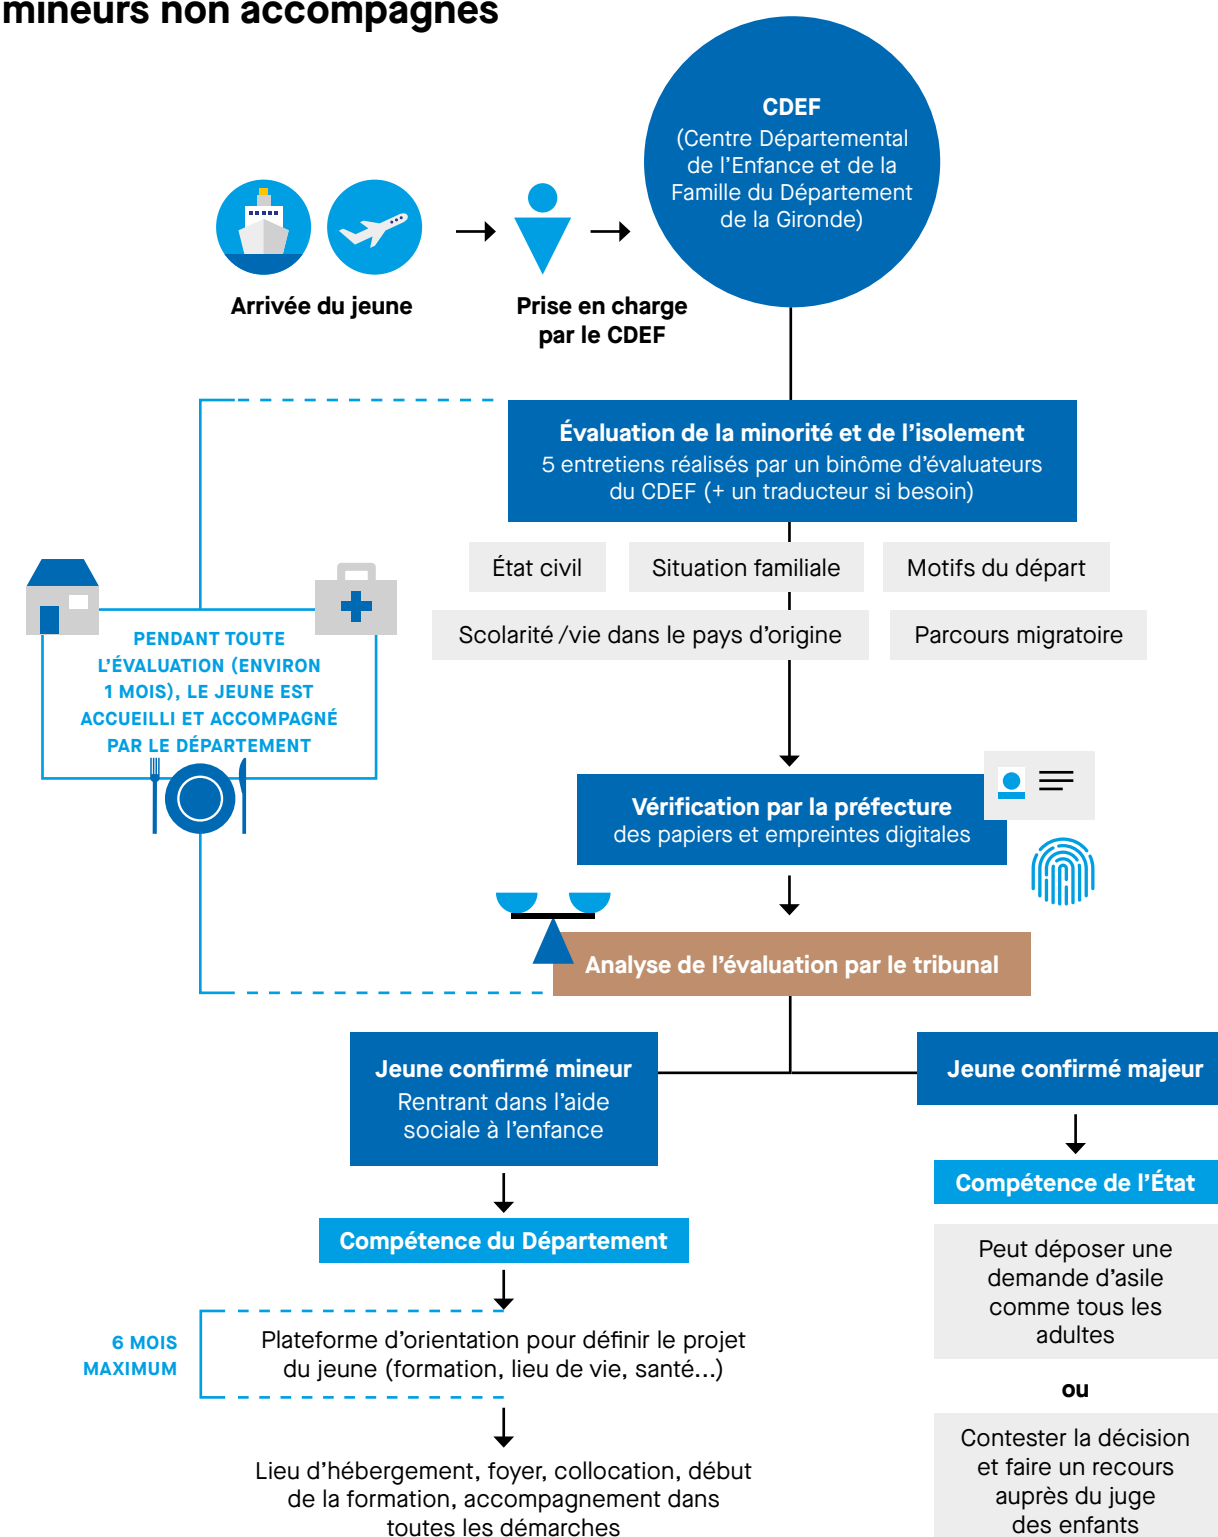 mineurs non accompagnés
CDEF
(Centre Départemental
de l'Enfance et de la
Famille du Département
de la Gironde)
Arrivée du jeune
Prise en charge
par le CDEF
Évaluation de la minorité et de l'isolement
5 entretiens réalisés par un binôme d'évaluateurs
du CDEF (+ un traducteur si besoin)
État civil
Situation familiale
Motifs du départ
Scolarité /vie dans le pays d'origine
Parcours migratoire
PENDANT TOUTE
L'ÉVALUATION (ENVIRON
1 MOIS), LE JEUNE EST
ACCUEILLI ET ACCOMPAGNÉ
PAR LE DÉPARTEMENT
Vérification par la préfecture
des papiers et empreintes digitales
Analyse de l'évaluation par le tribunal
Jeune confirmé mineur
Rentrant dans l'aide
sociale à l'enfance
Compétence du Département
6 MOIS
MAXIMUM
Plateforme d'orientation pour définir le projet
du jeune (formation, lieu de vie, santé...)
Lieu d'hébergement, foyer, collocation, début
de la formation, accompagnement dans
toutes les démarches
Jeune confirmé majeur
Compétence de l'État
Peut déposer une
demande d'asile
comme tous les
adultes
ou
Contester la décision
et faire un recours
auprès du juge
des enfants